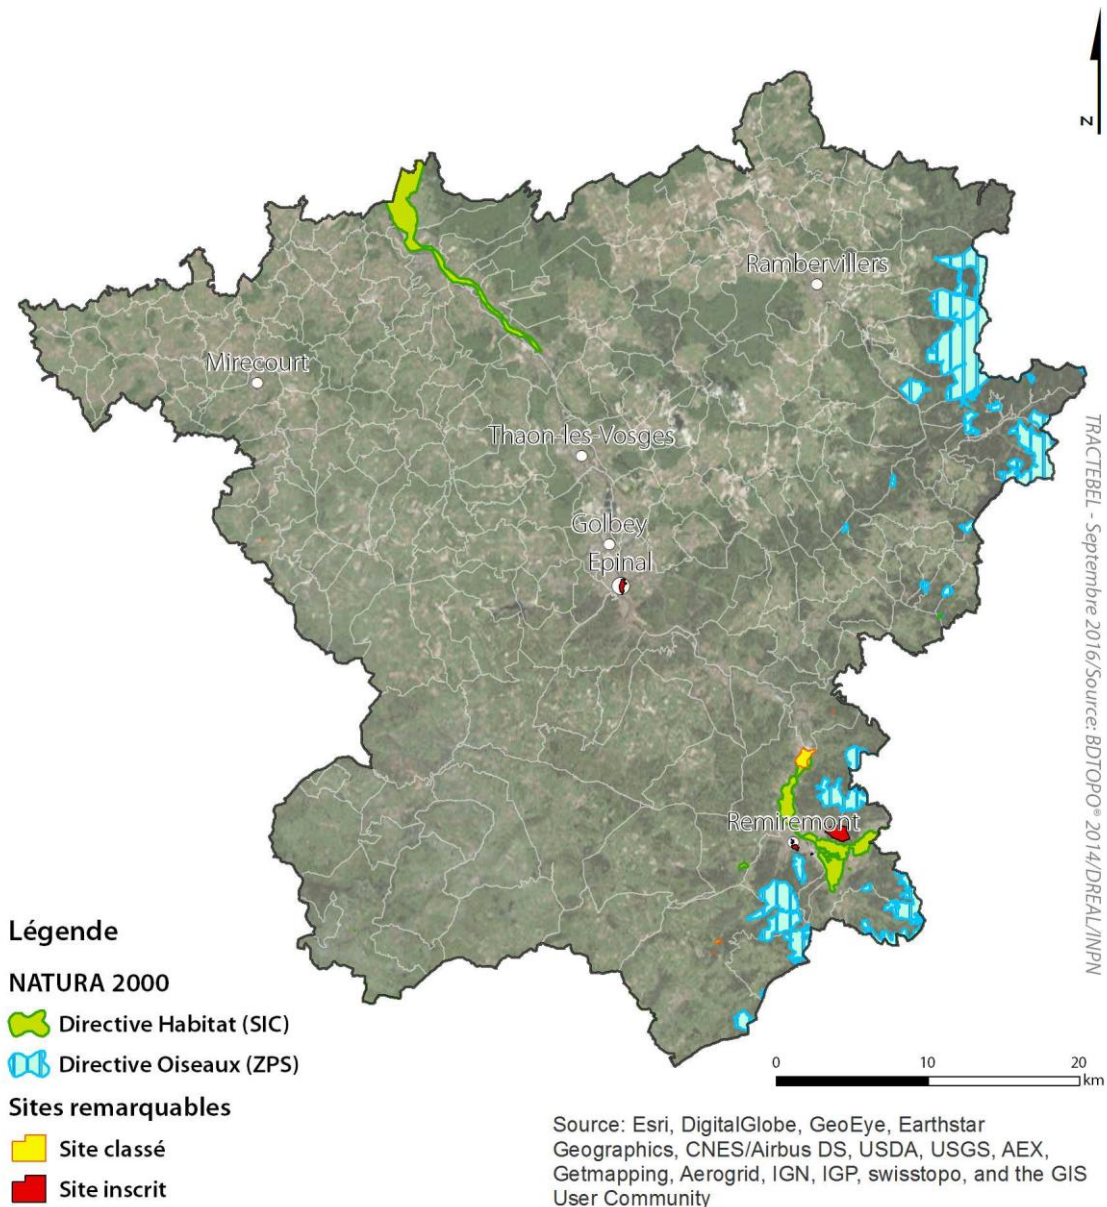 N
Rambervillers
Mirecourt
Thaon-les-Vosges
Golbey
Epinal
Remiremont
TRACTEBEL - Septembre 2016/Source: BDTOPO® 2014/DREAL/INPN
Légende
NATURA 2000
Directive Habitat (SIC)
Directive Oiseaux (ZPS)
Sites remarquables
Site classé
Site inscrit
0 10 20
km
Source: Esri, DigitalGlobe, GeoEye, Earthstar
Geographics, CNES/Airbus DS, USDA, USGS, AEX,
Getmapping, Aerogrid, IGN, IGP, swisstopo, and the GIS
User Community